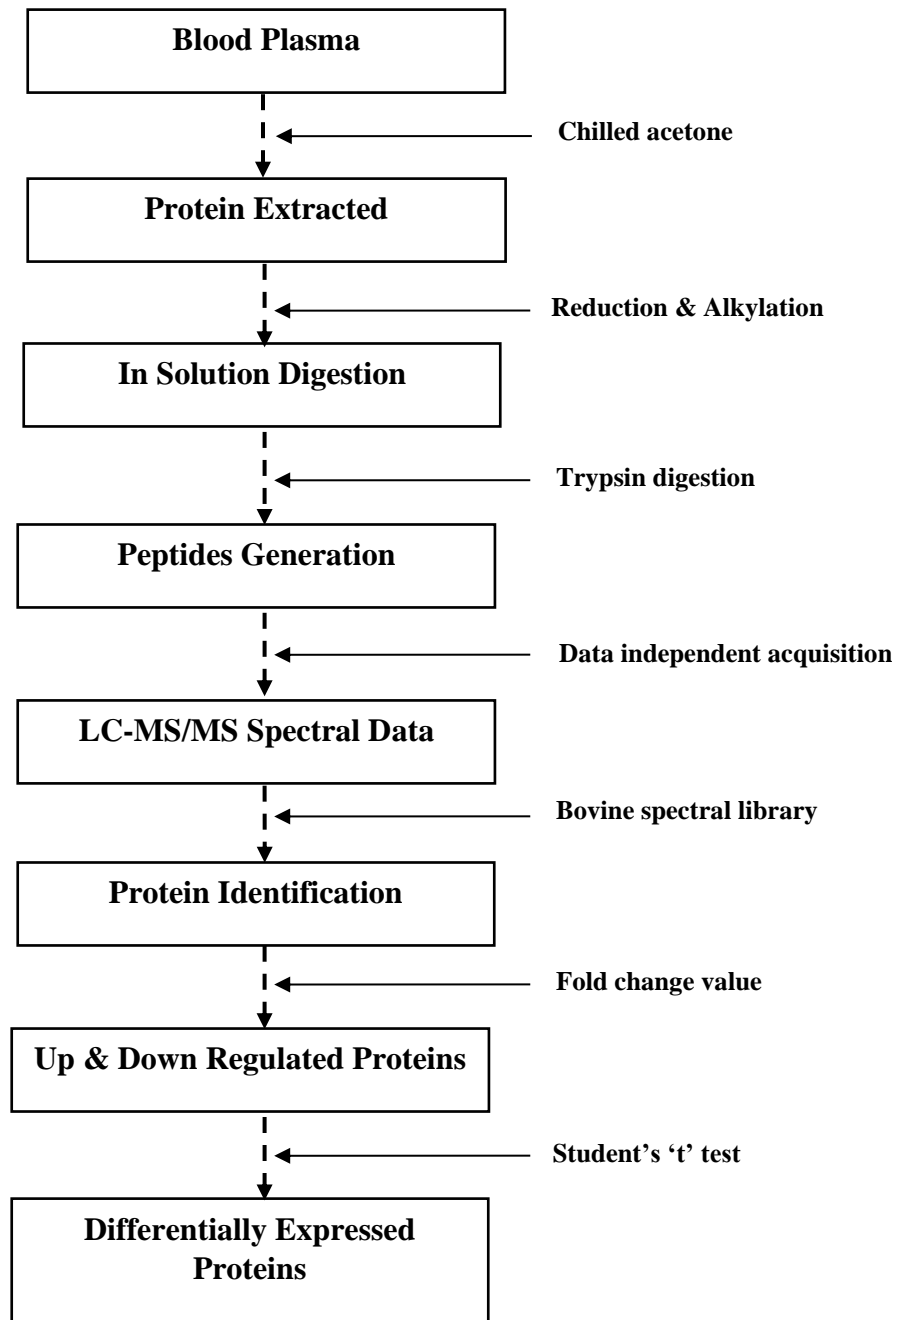 Blood Plasma
Chilled acetone
Protein Extracted
Reduction & Alkylation
In Solution Digestion
Trypsin digestion
Peptides Generation
Data independent acquisition
LC-MS/MS Spectral Data
Bovine spectral library
Protein Identification
Fold change value
Up & Down Regulated Proteins
Student’s ‘t’ test
Differentially Expressed
Proteins